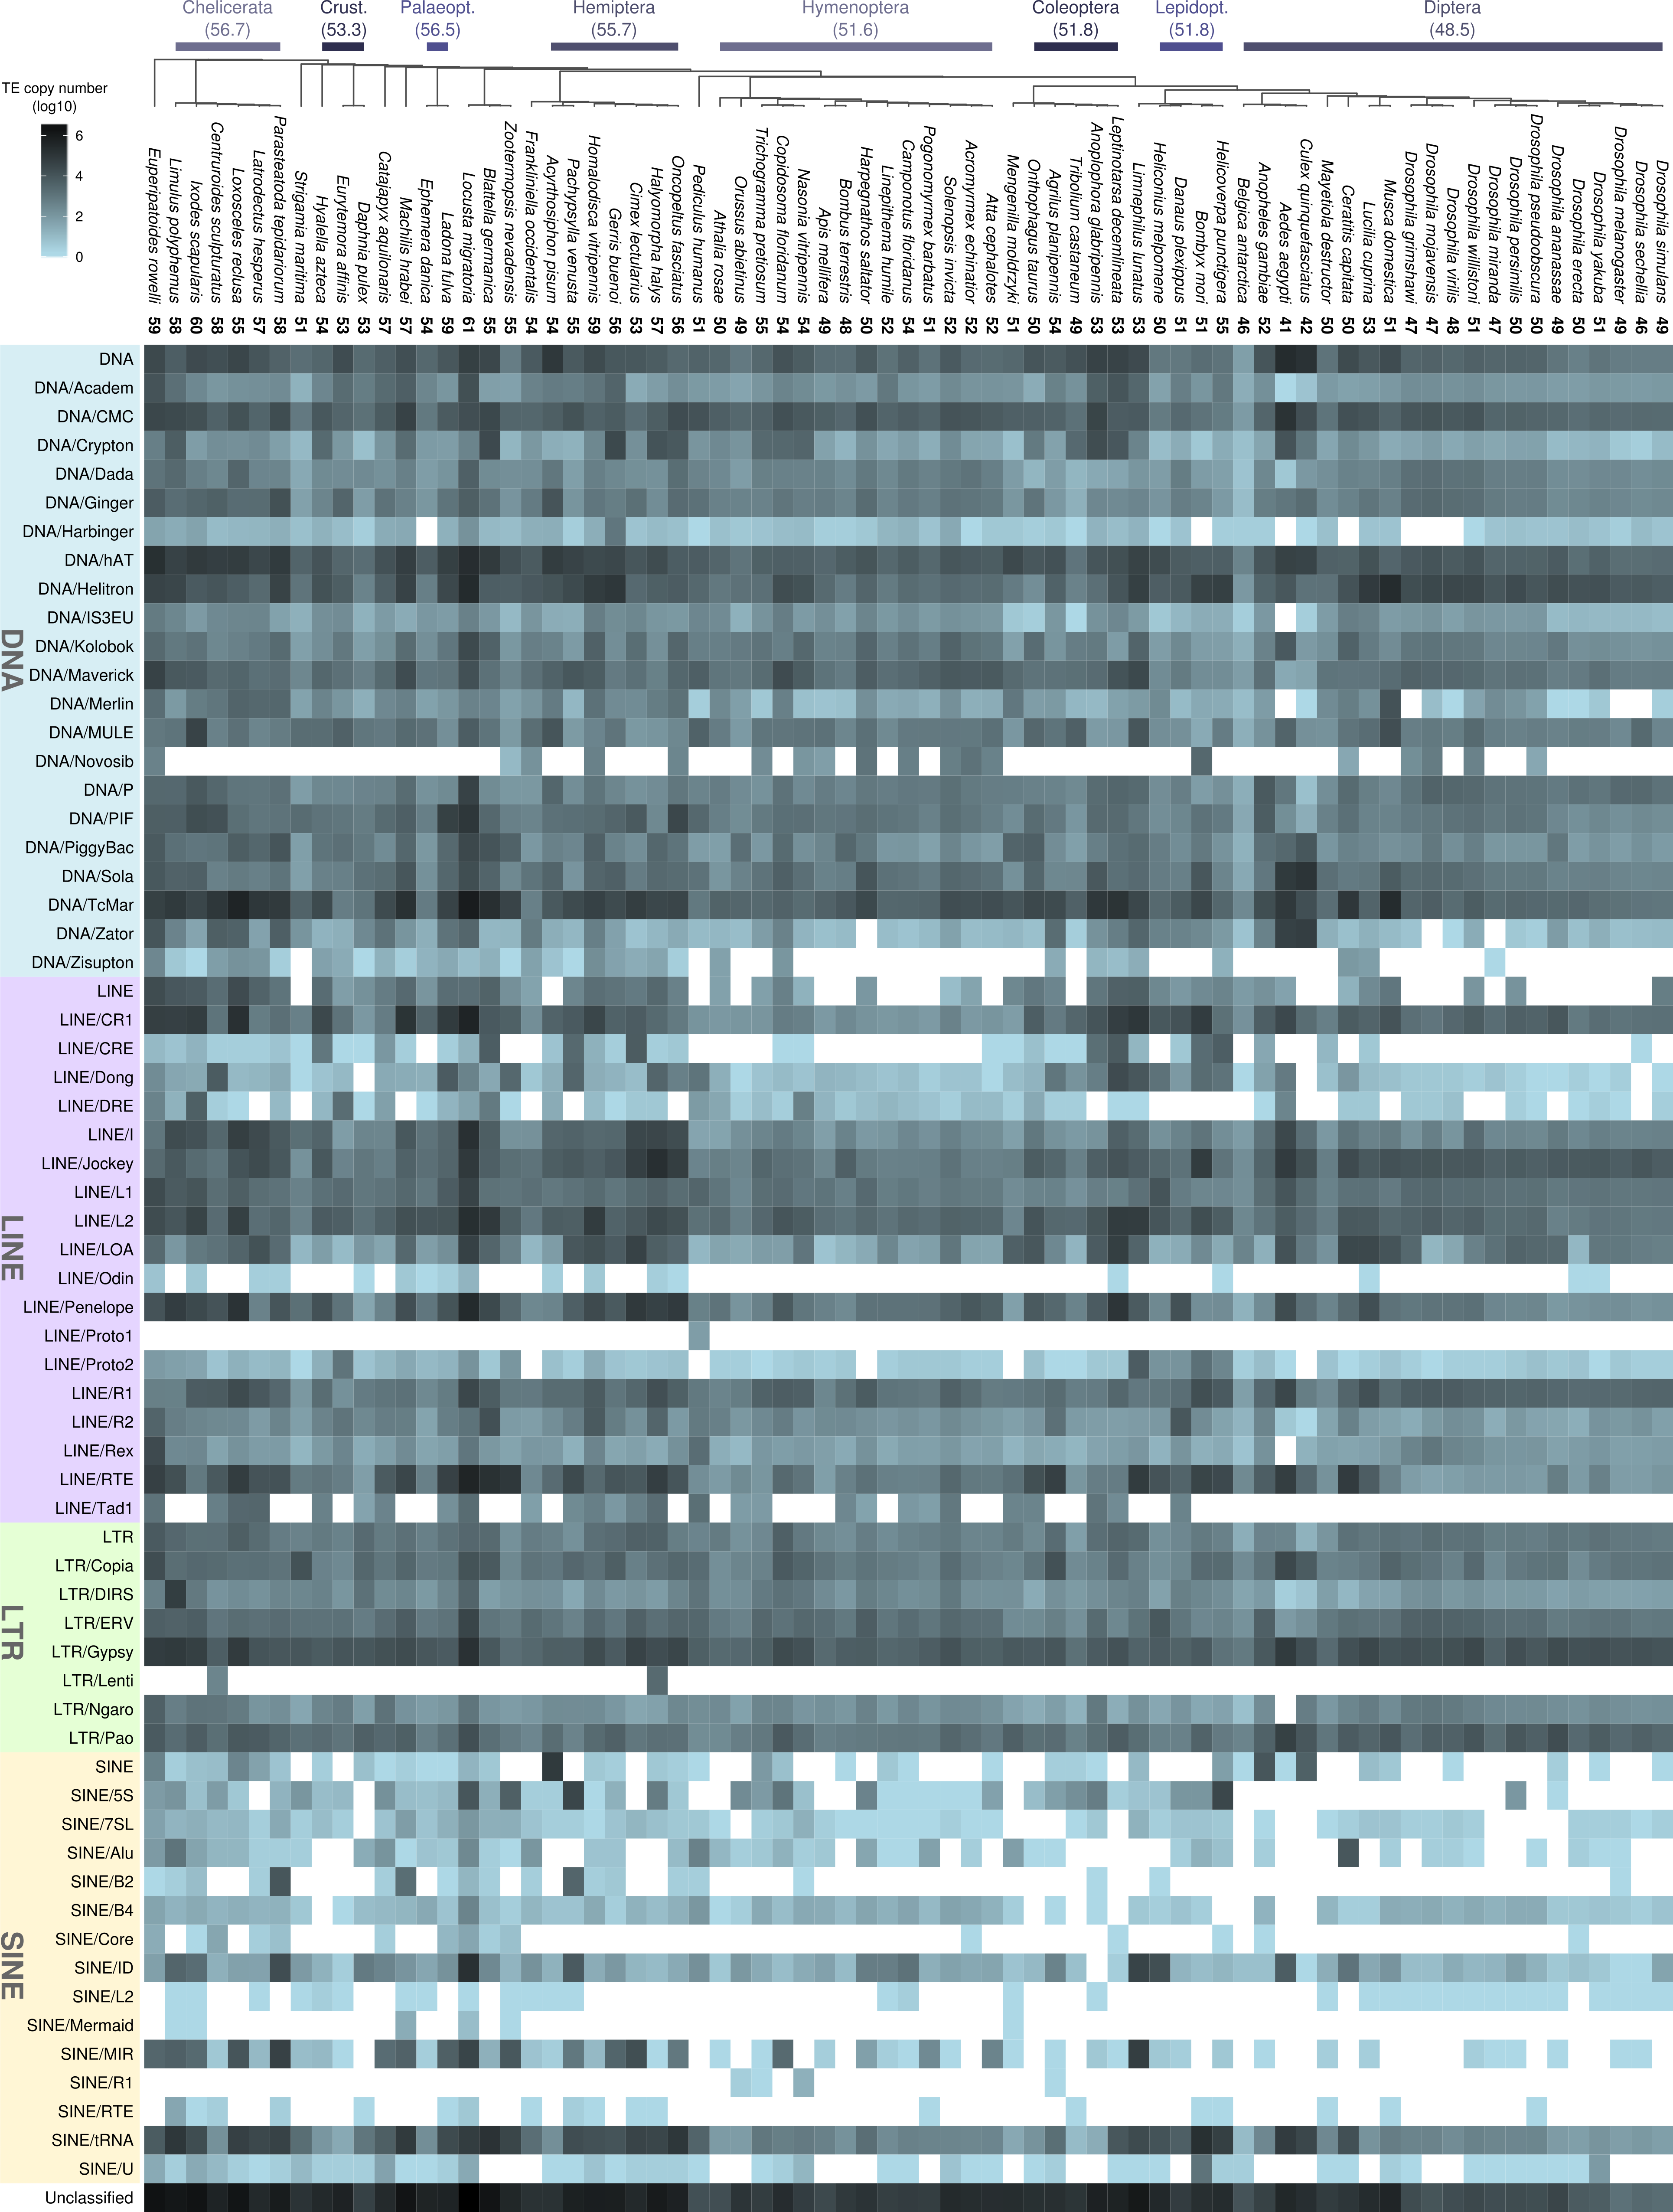 Chelicerata
(56.7)
Crust.
(53.3)
Palaeopt.
(56.5)
Hemiptera
(55.7)
Hymenoptera
(51.6)
Coleoptera
(51.8)
Lepidopt.
(51.8)
Diptera
(48.5)
TE copy number
(log10)
6
4
2
0
Euperipatoides rowelli 59
Limulus polyphemus 58
Ixodes scapularis 60
Centruroides sculpturatus 58
Loxosceles reclusa 55
Latrodectus hesperus 57
Parasteatoda tepidariorum 58
Strigamia maritima 51
Hyalella azteca 54
Eurytemora affinis 53
Daphnia pulex 53
Catajapyx aquilonaris 57
Machilis hrabei 57
Ephemera danica 54
Ladona fulva 59
Locusta migratoria 61
Blattella germanica 55
Zootermopsis nevadensis 55
Frankliniella occidentalis 54
Acyrthosiphon pisum 54
Pachypsylla venusta 55
Homalodisca vitripennis 59
Gerris buenoi 56
Cimex lectularius 53
Halyomorpha halys 57
Oncopeltus fasciatus 56
Pediculus humanus 51
Athalia rosae 50
Orussus abietinus 49
Trichogramma pretiosum 55
Copidosoma floridanum 54
Nasonia vitripennis 54
Apis mellifera 49
Bombus terrestris 48
Harpegnathos saltator 50
Linepithema humile 52
Camponotus floridanus 54
Pogonomyrmex barbatus 51
Solenopsis invicta 52
Acromyrmex echinatior 52
Atta cephalotes 52
Mengenilla moldrzyki 51
Onthophagus taurus 50
Agrilus planipennis 54
Tribolium castaneum 49
Anoplophora glabripennis 53
Leptinotarsa decemlineata 53
Limnephilus lunatus 53
Heliconius melpomene 50
Danaus plexippus 51
Bombyx mori 51
Helicoverpa punctigera 55
Belgica antarctica 46
Anopheles gambiae 52
Aedes aegypti 41
Culex quinquefasciatus 42
Mayetiola destructor 50
Ceratitis capitata 50
Lucilia cuprina 53
Musca domestica 51
Drosophila grimshawi 47
Drosophila mojavensis 47
Drosophila virilis 48
Drosophila willistoni 51
Drosophila miranda 47
Drosophila persimilis 50
Drosophila pseudoobscura 50
Drosophila ananassae 49
Drosophila erecta 50
Drosophila yakuba 51
Drosophila melanogaster 49
Drosophila sechellia 46
Drosophila simulans 49
DNA
DNA
DNA/Academ
DNA/CMC
DNA/Crypton
DNA/Dada
DNA/Ginger
DNA/Harbinger
DNA/hAT
DNA/Helitron
DNA/IS3EU
DNA/Kolobok
DNA/Maverick
DNA/Merlin
DNA/MULE
DNA/Novosib
DNA/P
DNA/PIF
DNA/PiggyBac
DNA/Sola
DNA/TcMar
DNA/Zator
DNA/Zisupton
LINE
LINE
LINE/CR1
LINE/CRE
LINE/Dong
LINE/DRE
LINE/I
LINE/Jockey
LINE/L1
LINE/L2
LINE/LOA
LINE/Odin
LINE/Penelope
LINE/Proto1
LINE/Proto2
LINE/R1
LINE/R2
LINE/Rex
LINE/RTE
LINE/Tad1
LTR
LTR
LTR/Copia
LTR/DIRS
LTR/ERV
LTR/Gypsy
LTR/Lenti
LTR/Ngaro
LTR/Pao
SINE
SINE
SINE/5S
SINE/7SL
SINE/Alu
SINE/B2
SINE/B4
SINE/Core
SINE/ID
SINE/L2
SINE/Mermaid
SINE/MIR
SINE/R1
SINE/RTE
SINE/tRNA
SINE/U
Unclassified